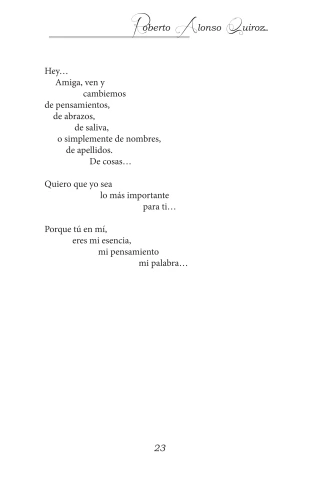 Roberto Alonso Quiroz..
Hey…
Amiga, ven y
cambiemos
de pensamientos,
de abrazos,
de saliva,
o simplemente de nombres,
de apellidos.
De cosas…
Quiero que yo sea
lo más importante
para ti…
Porque tú en mí,
eres mi esencia,
mi pensamiento
mi palabra…
23